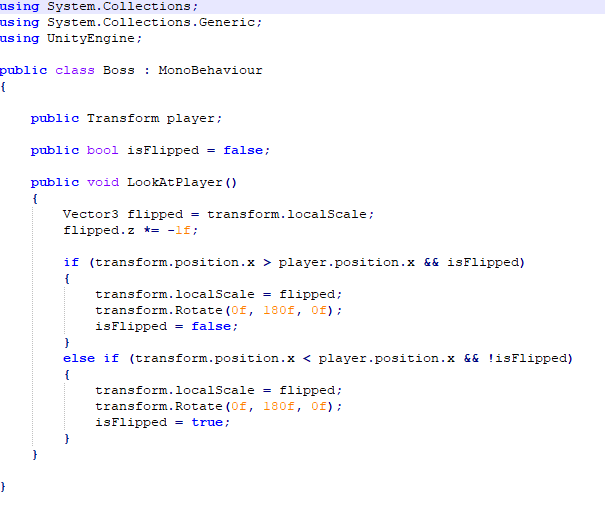 using System.Collections;
using System.Collections.Generic;
using UnityEngine;

public class Boss : MonoBehaviour
{

    public Transform player;

    public bool isFlipped = false;

    public void LookAtPlayer()
    {
        Vector3 flipped = transform.localScale;
        flipped.z *= -1f;

        if (transform.position.x > player.position.x && isFlipped)
        {
            transform.localScale = flipped;
            transform.Rotate(0f, 180f, 0f);
            isFlipped = false;
        }
        else if (transform.position.x < player.position.x && !isFlipped)
        {
            transform.localScale = flipped;
            transform.Rotate(0f, 180f, 0f);
            isFlipped = true;
        }
    }

}